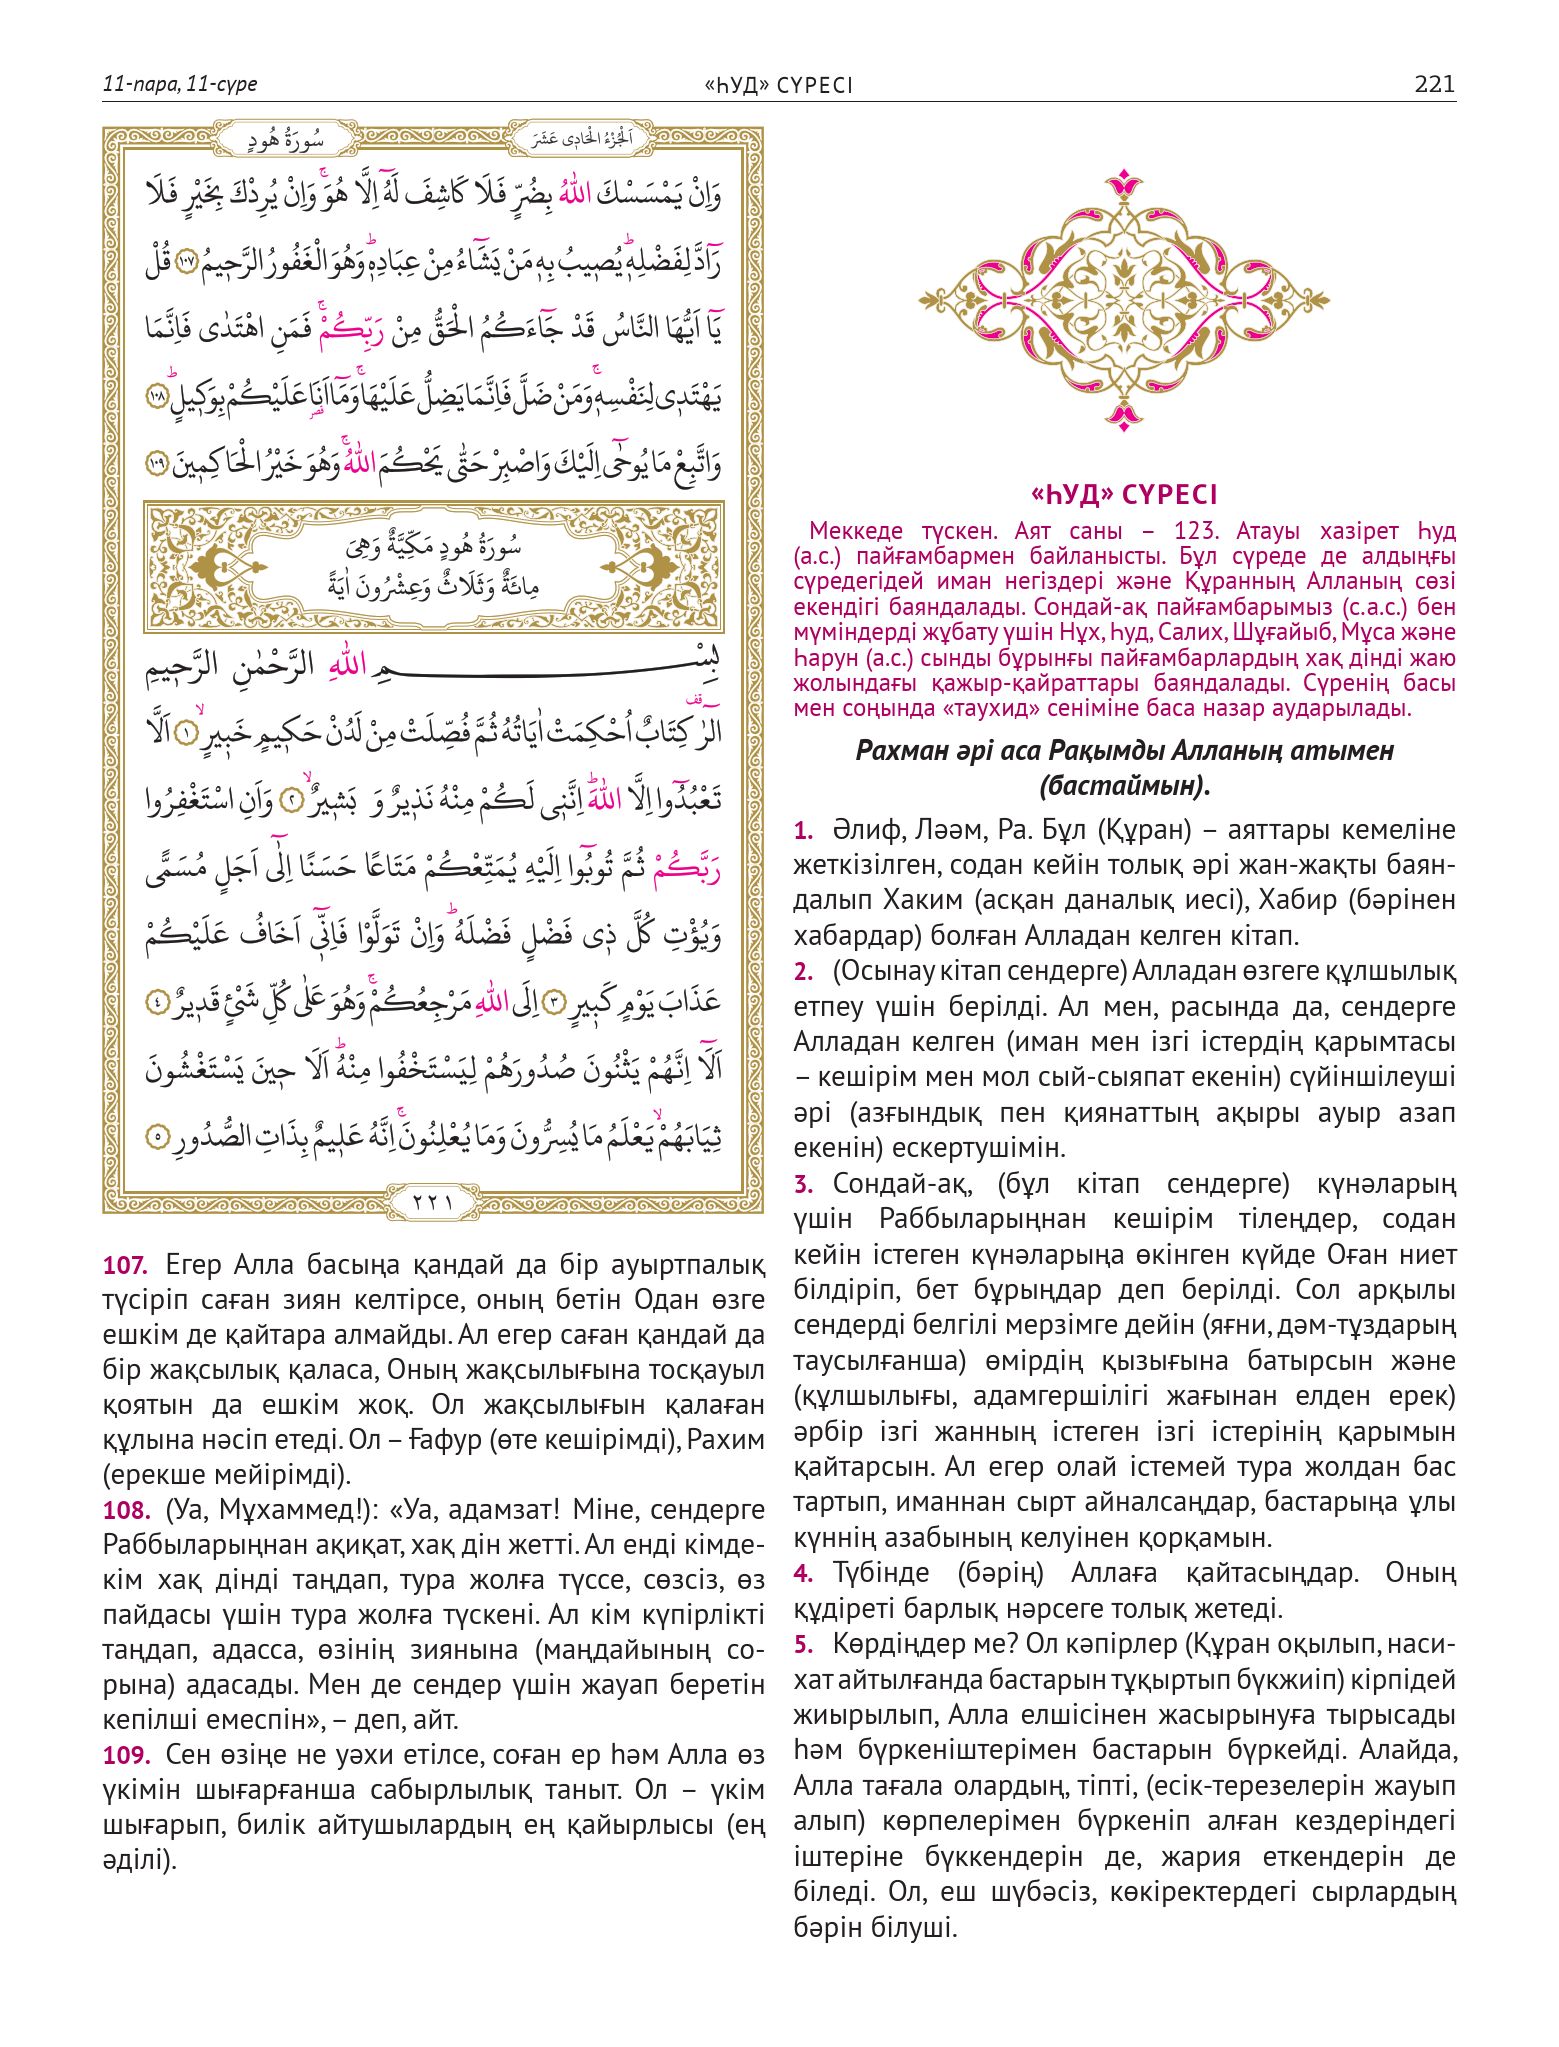 11-пара, 11-сүре
«ҺУД» СҮРЕСІ
221
سُورَةُ هُودٍ
اَلْجُزْءُ الْحَادِى عَشَرَ
وَاِنْ يَمْسَسْكَ اللّٰهُ بِضُرٍّ فَلَا كَاشِفَ لَهُٓ اِلَّا هُوَۚ وَاِنْ يُرِدْكَ بِخَيْرٍ فَلَا
رَٓادَّ لِفَضْلِه۪ۜ يُص۪يبُ بِه۪ مَنْ يَشَٓاءُ مِنْ عِبَادِه۪ۜ وَهُوَ الْغَفُورُ الرَّح۪يمُ ﴿١٠٧﴾ قُلْ
يَٓا اَيُّهَا النَّاسُ قَدْ جَٓاءَكُمُ الْحَقُّ مِنْ رَبِّكُمْۚ فَمَنِ اهْتَدٰى فَاِنَّمَا
يَهْتَد۪ى لِنَفْسِه۪ۚ وَمَنْ ضَلَّ فَاِنَّمَا يَضِلُّ عَلَيْهَاۚ وَمَٓا اَنَا۬ عَلَيْكُمْ بِوَك۪يلٍۜ ﴿١٠٨﴾
وَاتَّبِعْ مَا يُوحٰٓى اِلَيْكَ وَاصْبِرْ حَتّٰى يَحْكُمَ اللّٰهُۚ وَهُوَ خَيْرُ الْحَاكِم۪ينَ ﴿١٠٩﴾
سُورَةُ هُودٍ مَكِّيَّةٌ وَهِيَ
مِائَةٌ وَثَلَاثٌ وَعِشْرُونَ اٰيَةً
بِسْمِ اللّٰهِ الرَّحْمٰنِ الرَّح۪يمِ
الٓرٰ۠ كِتَابٌ اُحْكِمَتْ اٰيَاتُهُ ثُمَّ فُصِّلَتْ مِنْ لَدُنْ حَك۪يمٍ خَب۪يرٍۙ ﴿١﴾ اَلَّا
تَعْبُدُٓوا اِلَّا اللّٰهَۜ اِنَّن۪ى لَكُمْ مِنْهُ نَذ۪يرٌ وَ بَش۪يرٌۙ ﴿٢﴾ وَاَنِ اسْتَغْفِرُوا
رَبَّكُمْ ثُمَّ تُوبُٓوا اِلَيْهِ يُمَتِّعْكُمْ مَتَاعًا حَسَنًا اِلٰٓى اَجَلٍ مُسَمًّى
وَيُؤْتِ كُلَّ ذ۪ى فَضْلٍ فَضْلَهُۜ وَاِنْ تَوَلَّوْا فَاِنّ۪ٓى اَخَافُ عَلَيْكُمْ
عَذَابَ يَوْمٍ كَب۪يرٍ ﴿٣﴾ اِلَى اللّٰهِ مَرْجِعُكُمْۚ وَهُوَ عَلٰى كُلِّ شَىْءٍ قَد۪يرٌ ﴿٤﴾
اَلَٓا اِنَّهُمْ يَثْنُونَ صُدُورَهُمْ لِيَسْتَخْفُوا مِنْهُۜ اَلَا ح۪ينَ يَسْتَغْشُونَ
ثِيَابَهُمْۙ يَعْلَمُ مَا يُسِرُّونَ وَمَا يُعْلِنُونَۚ اِنَّهُ عَل۪يمٌ بِذَاتِ الصُّدُورِ ﴿٥﴾
٢٢١
107. Егер Алла басыңа қандай да бір ауыртпалық
түсіріп саған зиян келтірсе, оның бетін Одан өзге
ешкім де қайтара алмайды. Ал егер саған қандай да
бір жақсылық қаласа, Оның жақсылығына тосқауыл
қоятын да ешкім жоқ. Ол жақсылығын қалаған
құлына нәсіп етеді. Ол – Ғафур (өте кешірімді), Рахим
(ерекше мейірімді).
108. (Уа, Мұхаммед!): «Уа, адамзат! Міне, сендерге
Раббыларыңнан ақиқат, хақ дін жетті. Ал енді кімде-
кім хақ дінді таңдап, тура жолға түссе, сөзсіз, өз
пайдасы үшін тура жолға түскені. Ал кім күпірлікті
таңдап, адасса, өзінің зиянына (маңдайының со-
рына) адасады. Мен де сендер үшін жауап беретін
кепілші емеспін», – деп, айт.
109. Сен өзіңе не уәхи етілсе, соған ер һәм Алла өз
үкімін шығарғанша сабырлылық таныт. Ол – үкім
шығарып, билік айтушылардың ең қайырлысы (ең
әділі).
«ҺУД» СҮРЕСІ
Меккеде түскен. Аят саны – 123. Атауы хазірет Һуд
(а.с.) пайғамбармен байланысты. Бұл сүреде де алдыңғы
сүредегідей иман негіздері және Құранның Алланың сөзі
екендігі баяндалады. Сондай-ақ пайғамбарымыз (с.а.с.) бен
мүміндерді жұбату үшін Нұх, Һуд, Салих, Шұғайыб, Мұса және
Һарун (а.с.) сынды бұрынғы пайғамбарлардың хақ дінді жаю
жолындағы қажыр-қайраттары баяндалады. Сүренің басы
мен соңында «таухид» сеніміне баса назар аударылады.
Рахман әрі аса Рақымды Алланың атымен
(бастаймын).
1. Әлиф, Ләәм, Ра. Бұл (Құран) – аяттары кемеліне
жеткізілген, содан кейін толық әрі жан-жақты баян-
далып Хаким (асқан даналық иесі), Хабир (бәрінен
хабардар) болған Алладан келген кітап.
2. (Осынау кітап сендерге) Алладан өзгеге құлшылық
етпеу үшін берілді. Ал мен, расында да, сендерге
Алладан келген (иман мен ізгі істердің қарымтасы
– кешірім мен мол сый-сыяпат екенін) сүйіншілеуші
әрі (азғындық пен қиянаттың ақыры ауыр азап
екенін) ескертушімін.
3. Сондай-ақ, (бұл кітап сендерге) күнәларың
үшін Раббыларыңнан кешірім тілеңдер, содан
кейін істеген күнәларыңа өкінген күйде Оған ниет
білдіріп, бет бұрыңдар деп берілді. Сол арқылы
сендерді белгілі мерзімге дейін (яғни, дәм-тұздарың
таусылғанша) өмірдің қызығына батырсын және
(құлшылығы, адамгершілігі жағынан елден ерек)
әрбір ізгі жанның істеген ізгі істерінің қарымын
қайтарсын. Ал егер олай істемей тура жолдан бас
тартып, иманнан сырт айналсаңдар, бастарыңа ұлы
күннің азабының келуінен қорқамын.
4. Түбінде (бәрің) Аллаға қайтасыңдар. Оның
құдіреті барлық нәрсеге толық жетеді.
5. Көрдіңдер ме? Ол кәпірлер (Құран оқылып, наси-
хат айтылғанда бастарын тұқыртып бүкжиіп) кірпідей
жиырылып, Алла елшісінен жасырынуға тырысады
һәм бүркеніштерімен бастарын бүркейді. Алайда,
Алла тағала олардың, тіпті, (есік-терезелерін жауып
алып) көрпелерімен бүркеніп алған кездеріндегі
іштеріне бүккендерін де, жария еткендерін де
біледі. Ол, еш шүбәсіз, көкіректердегі сырлардың
бәрін білуші.